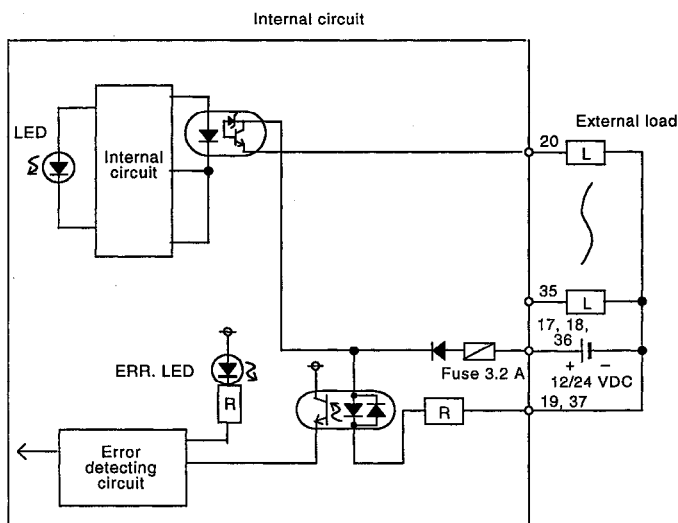 Internal circuit
LED
Internal
circuit
20
External load
L
35
L
17, 18,
36
Fuse 3.2 A
+ −
12/24 VDC
ERR. LED
R
R
19, 37
Error
detecting
circuit